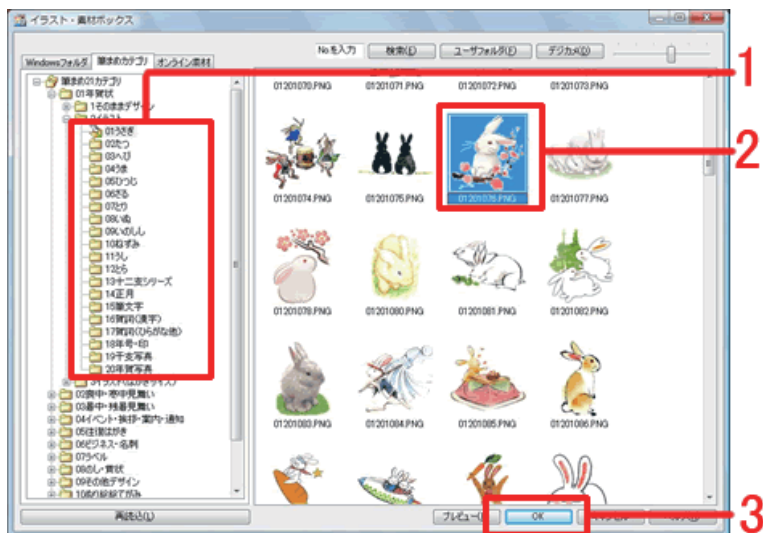 イラスト・素材ボックス
Windowsフォルダ 筆まめカテゴリ オンライン素材
Noを入力 検索(E) ユーザフォルダ(F) デジカメ(D)
筆まめ01カテゴリ
01年賀状
1そのままデザイン
01うさぎ
02たつ
03へび
04うま
05ひつじ
06さる
07とり
08いぬ
09いのしし
10ねずみ
11うし
12とら
13十二支シリーズ
14正月
15筆文字
16賀詞(漢字)
17賀詞(ひらがな他)
18年号・印
19干支写真
20年賀写真
02喪中・寒中見舞い
03暑中・残暑見舞い
04イベント・挨拶・案内・通知
05往復はがき
06ビジネス・名刺
07ラベル
08のし・賞状
09その他デザイン
10ぬり絵絵てがみ
再読込(L)
01201070.PNG 01201071.PNG 01201072.PNG 01201073.PNG
01201074.PNG 01201075.PNG 01201076.PNG 01201077.PNG
01201078.PNG 01201080.PNG 01201081.PNG 01201082.PNG
01201083.PNG 01201084.PNG 01201085.PNG 01201086.PNG
OK
1
2
3